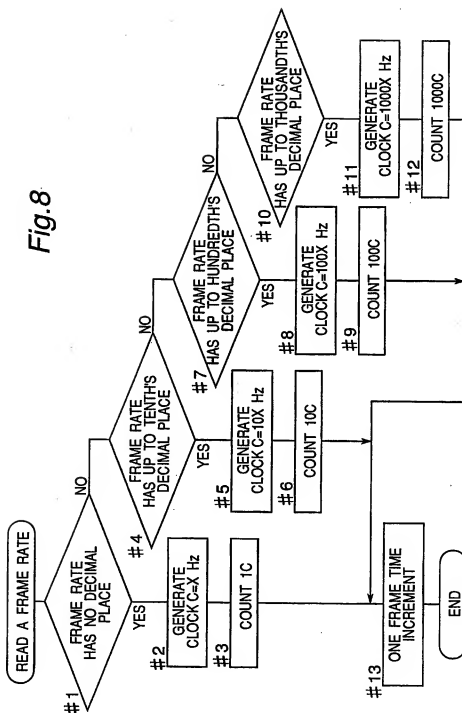 Fig.8
READ A FRAME RATE
#1
FRAME RATE
HAS NO DECIMAL
PLACE
NO
YES
#2
GENERATE
CLOCK C=X Hz
#3
COUNT 1C
#4
FRAME RATE
HAS UP TO TENTH'S
DECIMAL PLACE
NO
YES
#5
GENERATE
CLOCK C=10X Hz
#6
COUNT 10C
#7
FRAME RATE
HAS UP TO HUNDREDTH'S
DECIMAL PLACE
NO
YES
#8
GENERATE
CLOCK C=100X Hz
#9
COUNT 100C
#10
FRAME RATE
HAS UP TO THOUSANDTH'S
DECIMAL PLACE
YES
#11
GENERATE
CLOCK C=1000X Hz
#12
COUNT 1000C
#13
ONE FRAME TIME
INCREMENT
END